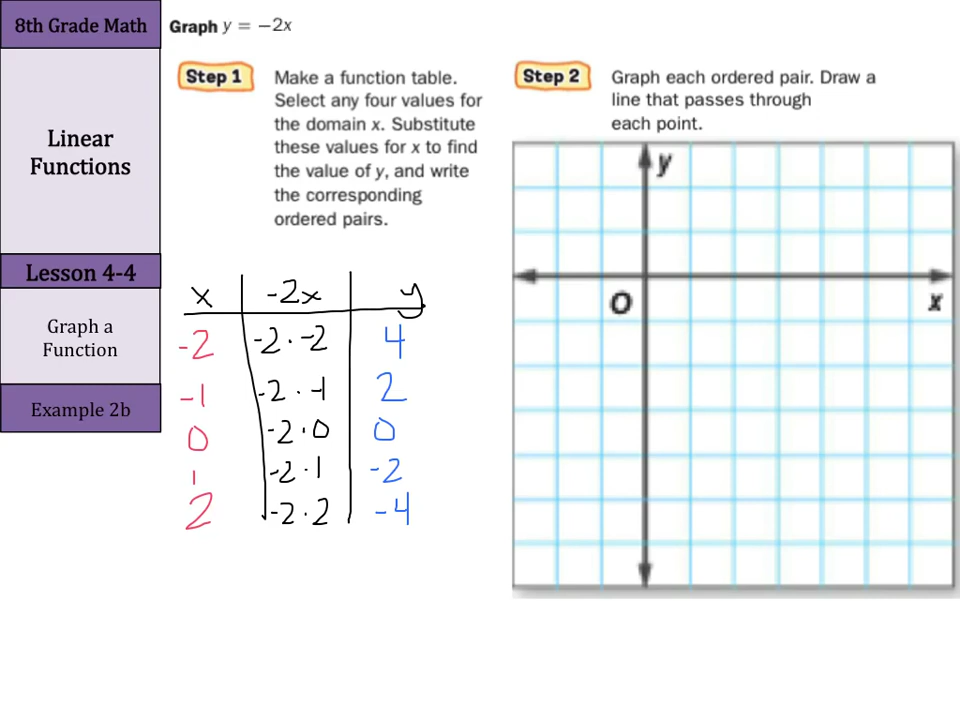 8th Grade Math
Linear
Functions
Lesson 4-4
Graph a
Function
Example 2b
Graph y = −2x
Step 1
Make a function table.
Select any four values for
the domain x. Substitute
these values for x to find
the value of y, and write
the corresponding
ordered pairs.
x -2x y
-2 -2·-2 4
-1 -2·-1 2
0 -2·0 0
1 -2·1 -2
2 -2·2 -4
Step 2
Graph each ordered pair. Draw a
line that passes through
each point.
y
O x